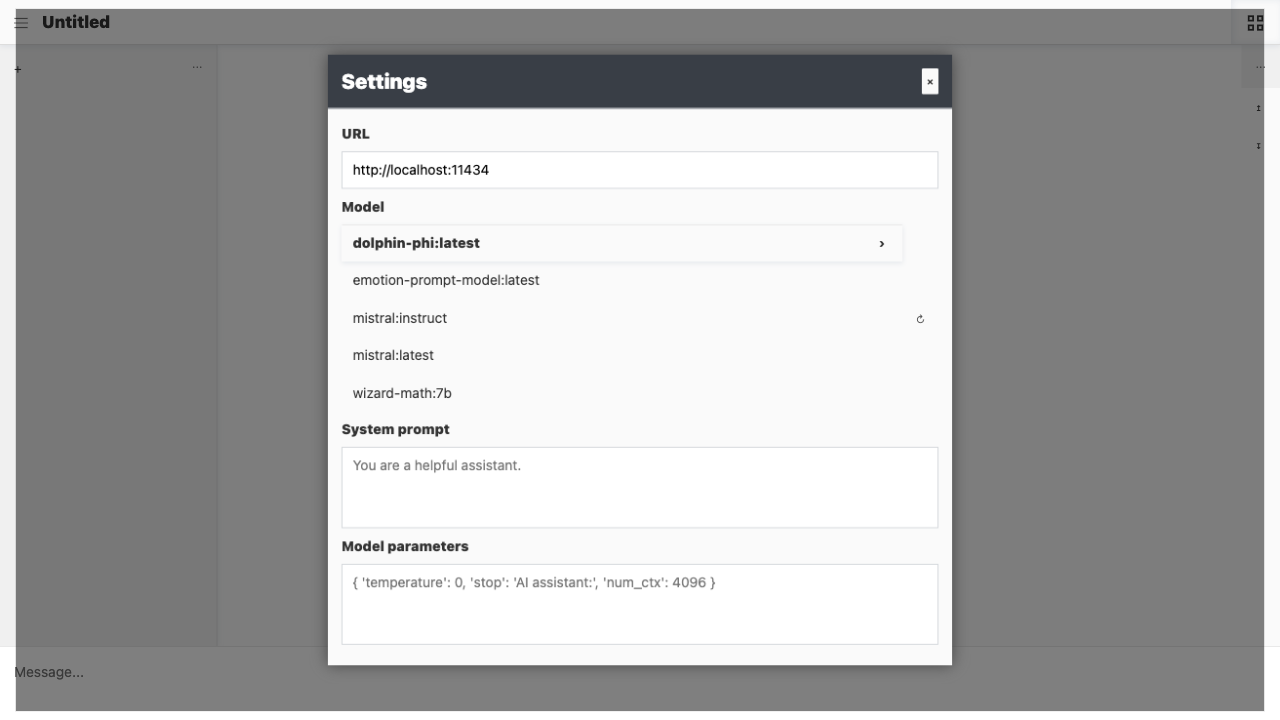 Untitled
+
...
...
Settings
×
URL
http://localhost:11434
Model
dolphin-phi:latest ›
emotion-prompt-model:latest
mistral:instruct
mistral:latest
wizard-math:7b
System prompt
You are a helpful assistant.
Model parameters
{ 'temperature': 0, 'stop': 'AI assistant:', 'num_ctx': 4096 }
Message...